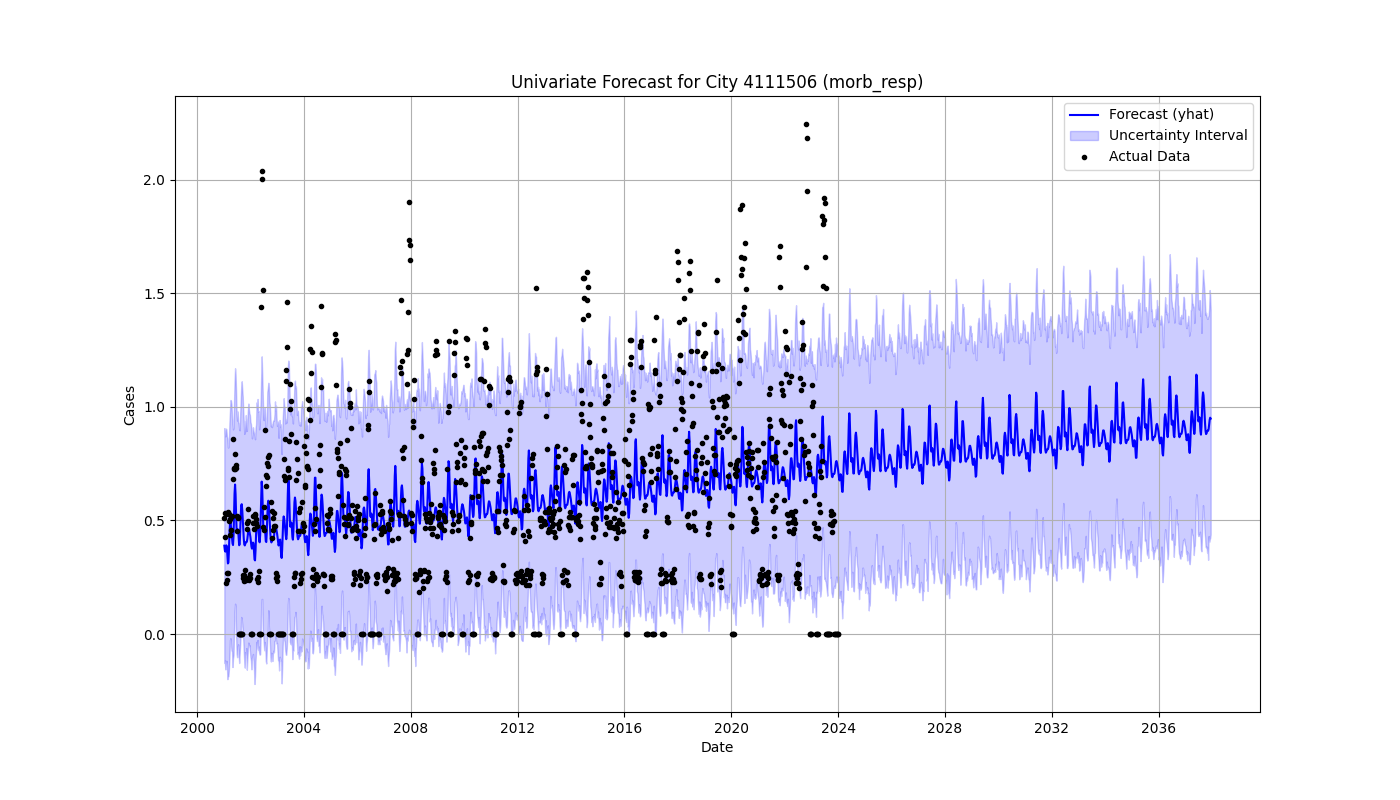 Univariate Forecast for City 4111506 (morb_resp)
Forecast (yhat)
Uncertainty Interval
Actual Data
Cases
2.0
1.5
1.0
0.5
0.0
2000 2004 2008 2012 2016 2020 2024 2028 2032 2036
Date